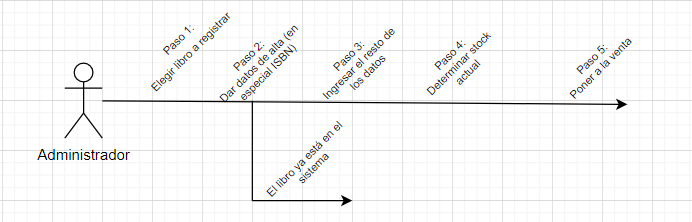 Paso 1:
Elegir libro a registrar
Paso 2:
Dar datos de alta (en
especial ISBN)
Paso 3:
Ingresar el resto de
los datos
Paso 4:
Determinar stock
actual
Paso 5:
Poner a la venta
Administrador
El libro ya está en el
sistema